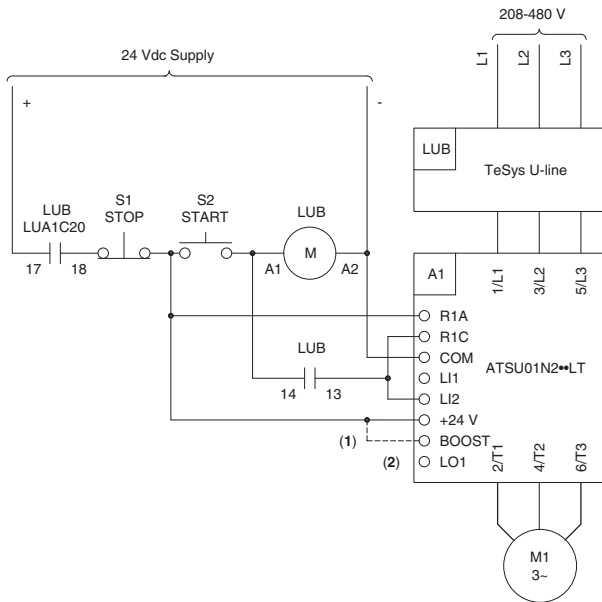 208-480 V
L1
L2
L3
24 Vdc Supply
+
-
LUB
TeSys U-line
LUB
LUA1C20
S1
STOP
S2
START
LUB
M
17
18
A1
A2
A1
1/L1
3/L2
5/L3
R1A
R1C
COM
LI1
LI2
+24 V
BOOST
LO1
ATSU01N2••LT
LUB
14
13
(1)
(2)
2/T1
4/T2
6/T3
M1
3~